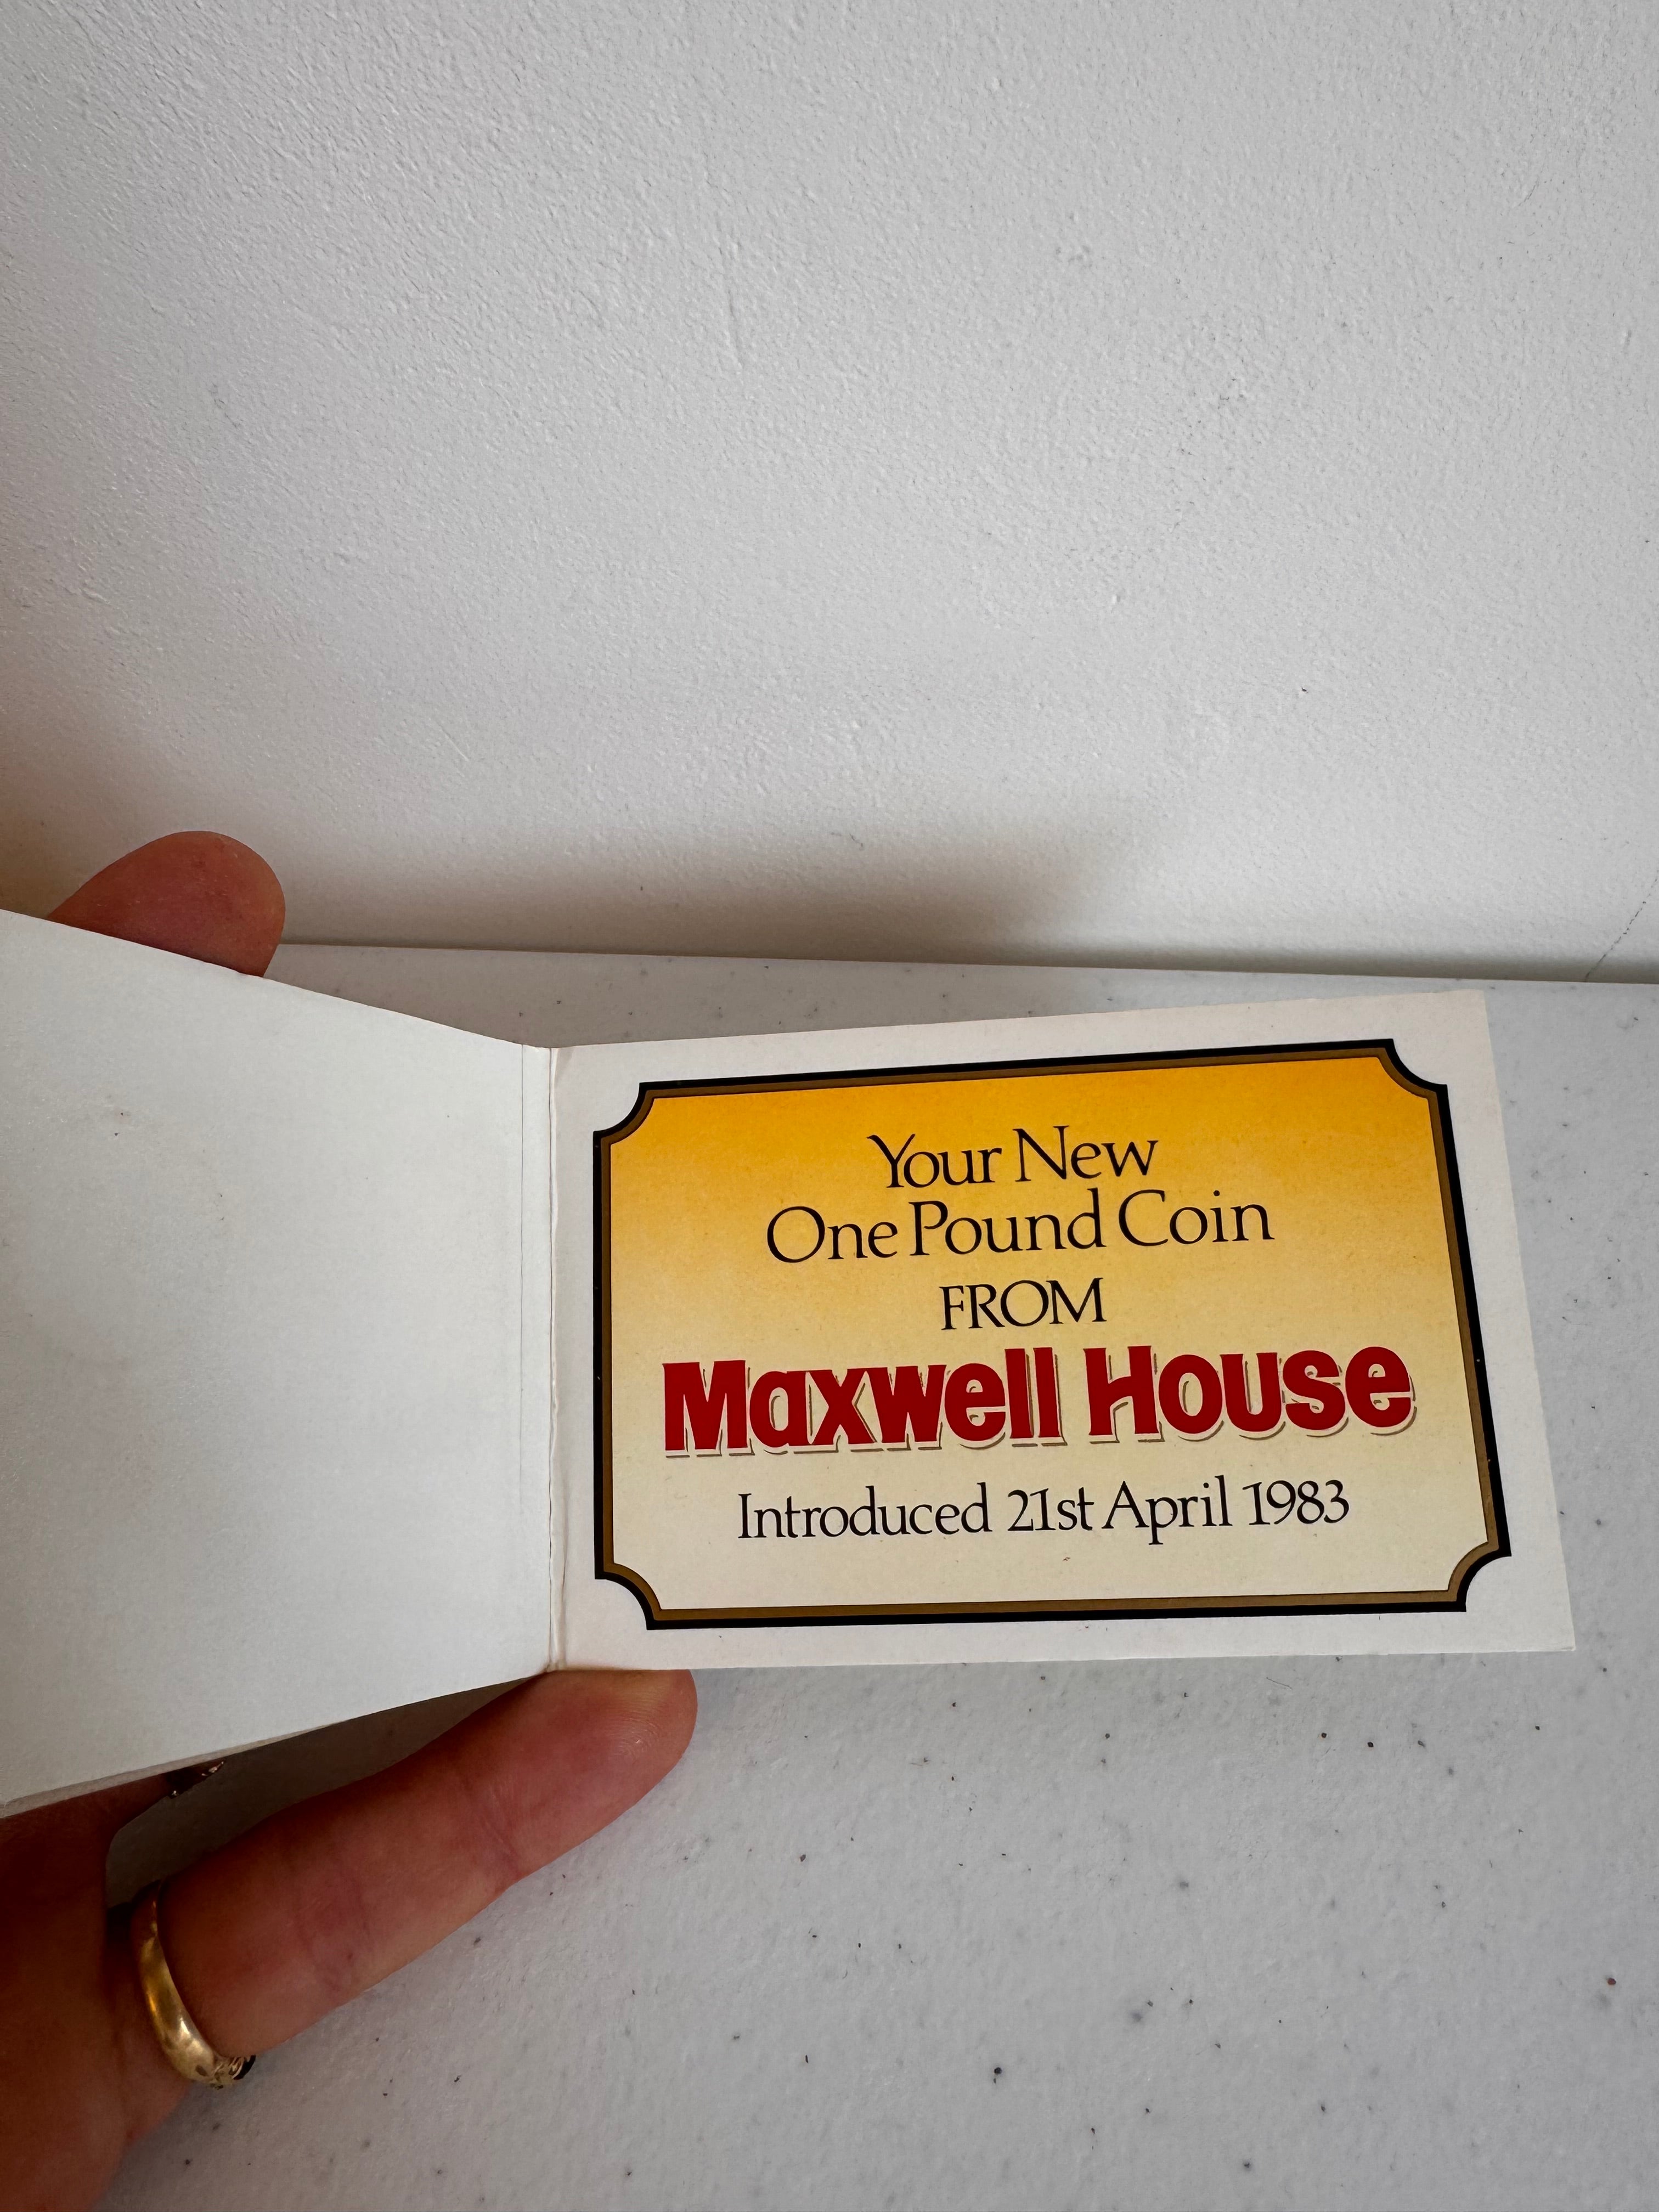 Your New
One Pound Coin
FROM
Maxwell House
Introduced 21st April 1983